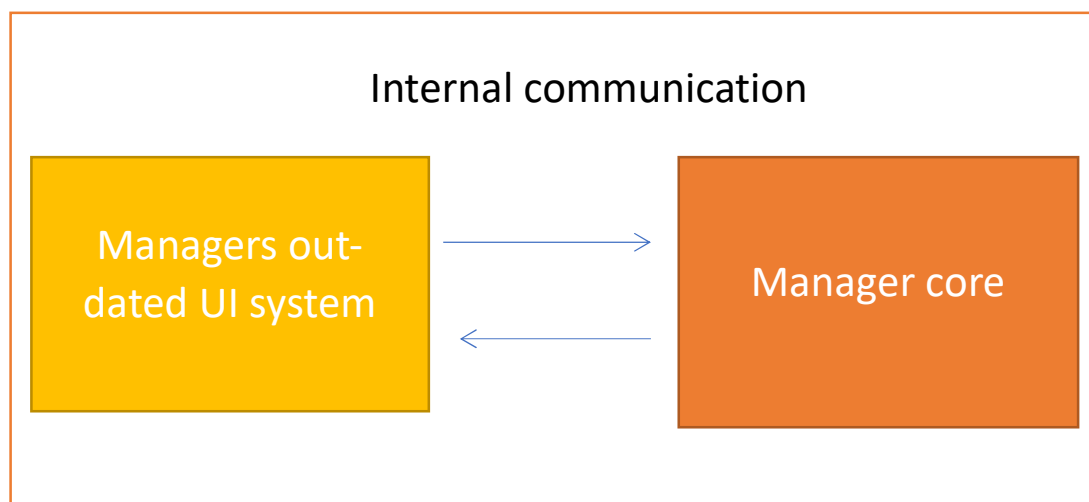 Internal communication
Managers out-
dated UI system
Manager core